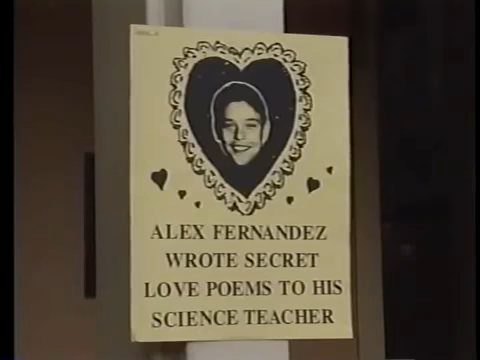 ALEX FERNANDEZ
WROTE SECRET
LOVE POEMS TO HIS
SCIENCE TEACHER